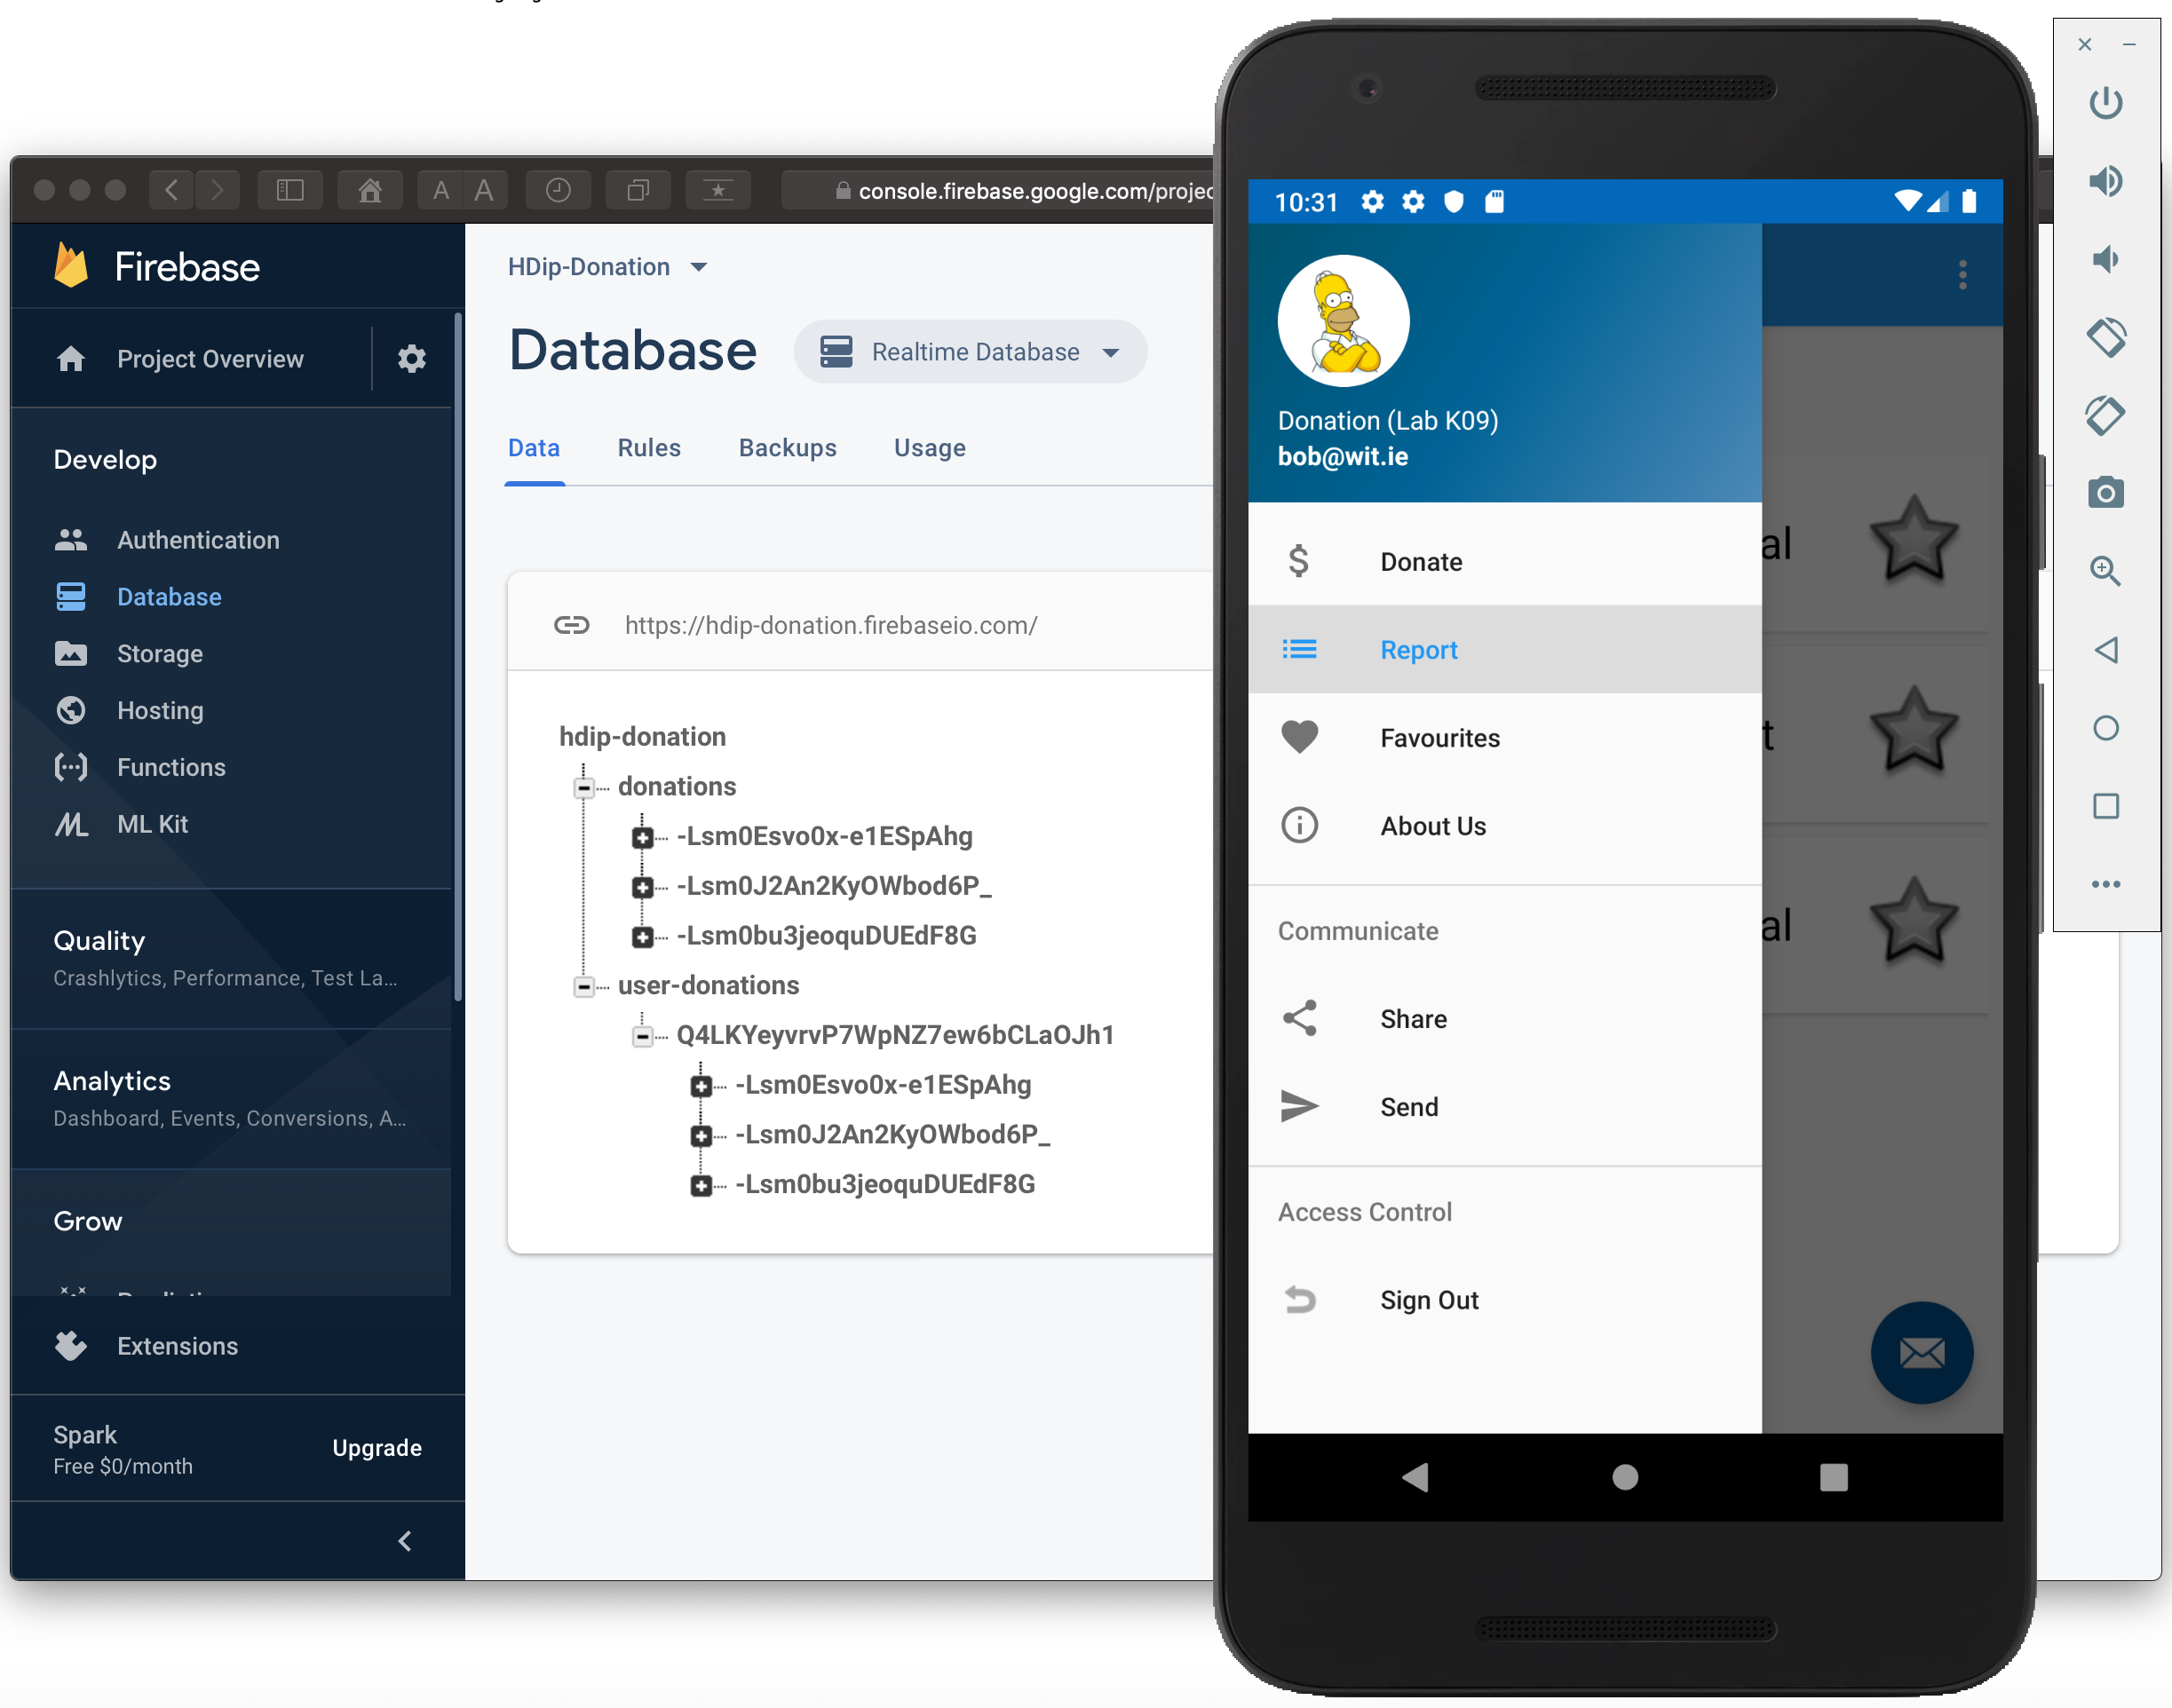 console.firebase.google.com/projec
Firebase
Project Overview
Develop
Authentication
Database
Storage
Hosting
Functions
ML Kit
Quality
Crashlytics, Performance, Test La...
Analytics
Dashboard, Events, Conversions, A...
Grow
Extensions
Spark
Free $0/month
Upgrade
HDip-Donation
Database
Realtime Database
Data Rules Backups Usage
https://hdip-donation.firebaseio.com/
hdip-donation
donations
-Lsm0Esvo0x-e1ESpAhg
-Lsm0J2An2KyOWbod6P_
-Lsm0bu3jeoquDUEdF8G
user-donations
Q4LKYeyvrvP7WpNZ7ew6bCLaOJh1
-Lsm0Esvo0x-e1ESpAhg
-Lsm0J2An2KyOWbod6P_
-Lsm0bu3jeoquDUEdF8G
10:31
Donation (Lab K09)
bob@wit.ie
Donate
Report
Favourites
About Us
Communicate
Share
Send
Access Control
Sign Out
al
t
al